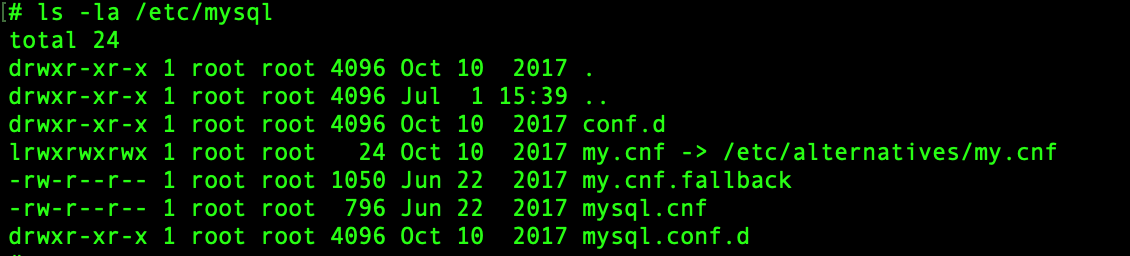 [# ls -la /etc/mysql
total 24
drwxr-xr-x 1 root root 4096 Oct 10  2017 .
drwxr-xr-x 1 root root 4096 Jul  1 15:39 ..
drwxr-xr-x 1 root root 4096 Oct 10  2017 conf.d
lrwxrwxrwx 1 root root   24 Oct 10  2017 my.cnf -> /etc/alternatives/my.cnf
-rw-r--r-- 1 root root 1050 Jun 22  2017 my.cnf.fallback
-rw-r--r-- 1 root root  796 Jun 22  2017 mysql.cnf
drwxr-xr-x 1 root root 4096 Oct 10  2017 mysql.conf.d